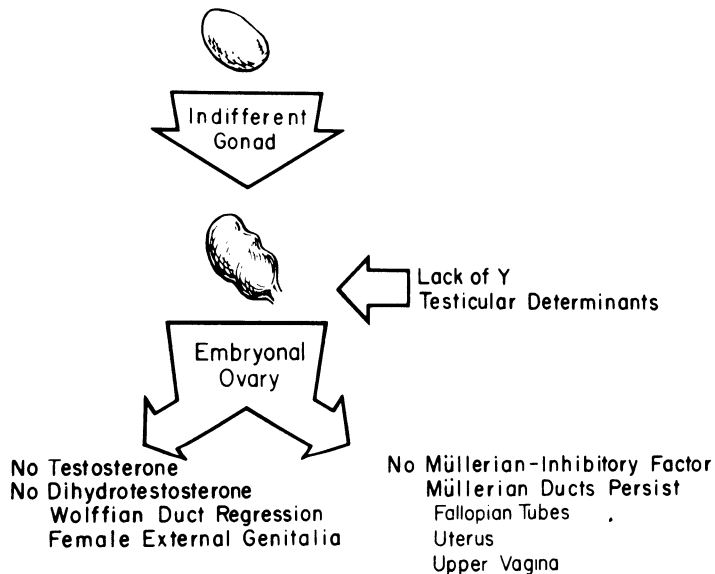 Indifferent
Gonad
Lack of Y
Testicular Determinants
Embryonal
Ovary
No Testosterone
No Dihydrotestosterone
Wolffian Duct Regression
Female External Genitalia
No Müllerian-Inhibitory Factor
Müllerian Ducts Persist
Fallopian Tubes
Uterus
Upper Vagina